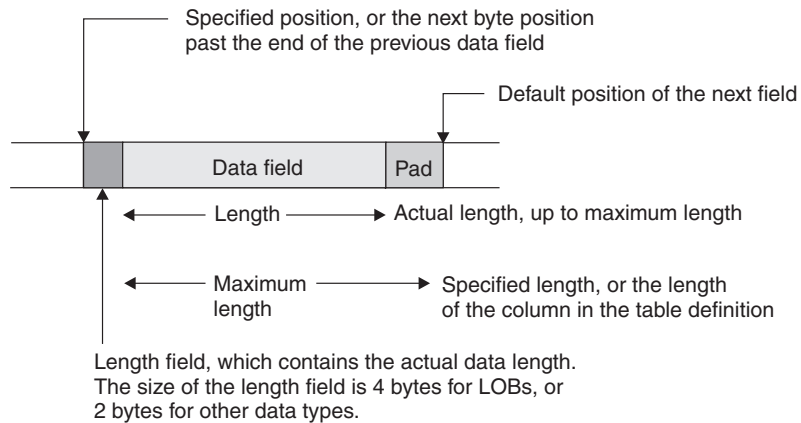 Specified position, or the next byte position
past the end of the previous data field
Default position of the next field
Data field
Pad
Length
Actual length, up to maximum length
Maximum
length
Specified length, or the length
of the column in the table definition
Length field, which contains the actual data length.
The size of the length field is 4 bytes for LOBs, or
2 bytes for other data types.